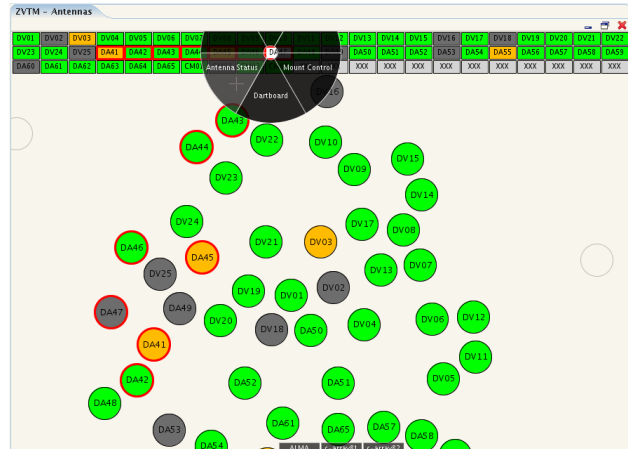 ZVTM - Antennas
DV01 DV02 DV03 DV04 DV05 DV06 DV07 DV13 DV14 DV15 DV16 DV17 DV18 DV19 DV20 DV21 DV22
DV23 DV24 DV25 DA41 DA42 DA43 DA50 DA51 DA52 DA53 DA54 DA55 DA56 DA57 DA58 DA59
DA60 DA61 DA62 DA63 DA64 DA65 XXX XXX XXX XXX XXX XXX XXX XXX XXX
Antenna Status Mount Control
Dartboard
DA43
DV22 DV10
DA44
DV15
DV09
DV23
DV14
DV24
DV17
DV08
DA46
DV21 DV03
DA45
DV07
DV13
DV25
DV02
DV19 DV01
DA49
DA47
DV20 DV18 DA50 DV04 DV06 DV12
DA41
DV11
DA42 DA52 DA51 DV05
DA48
DA61
DA53 DA65 DA57
DA58
DA54
ALMA c-array81 c-array82